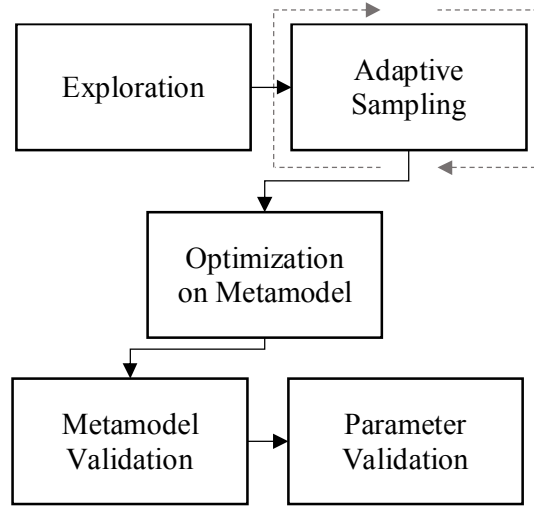 Exploration
Adaptive
Sampling
Optimization
on Metamodel
Metamodel
Validation
Parameter
Validation